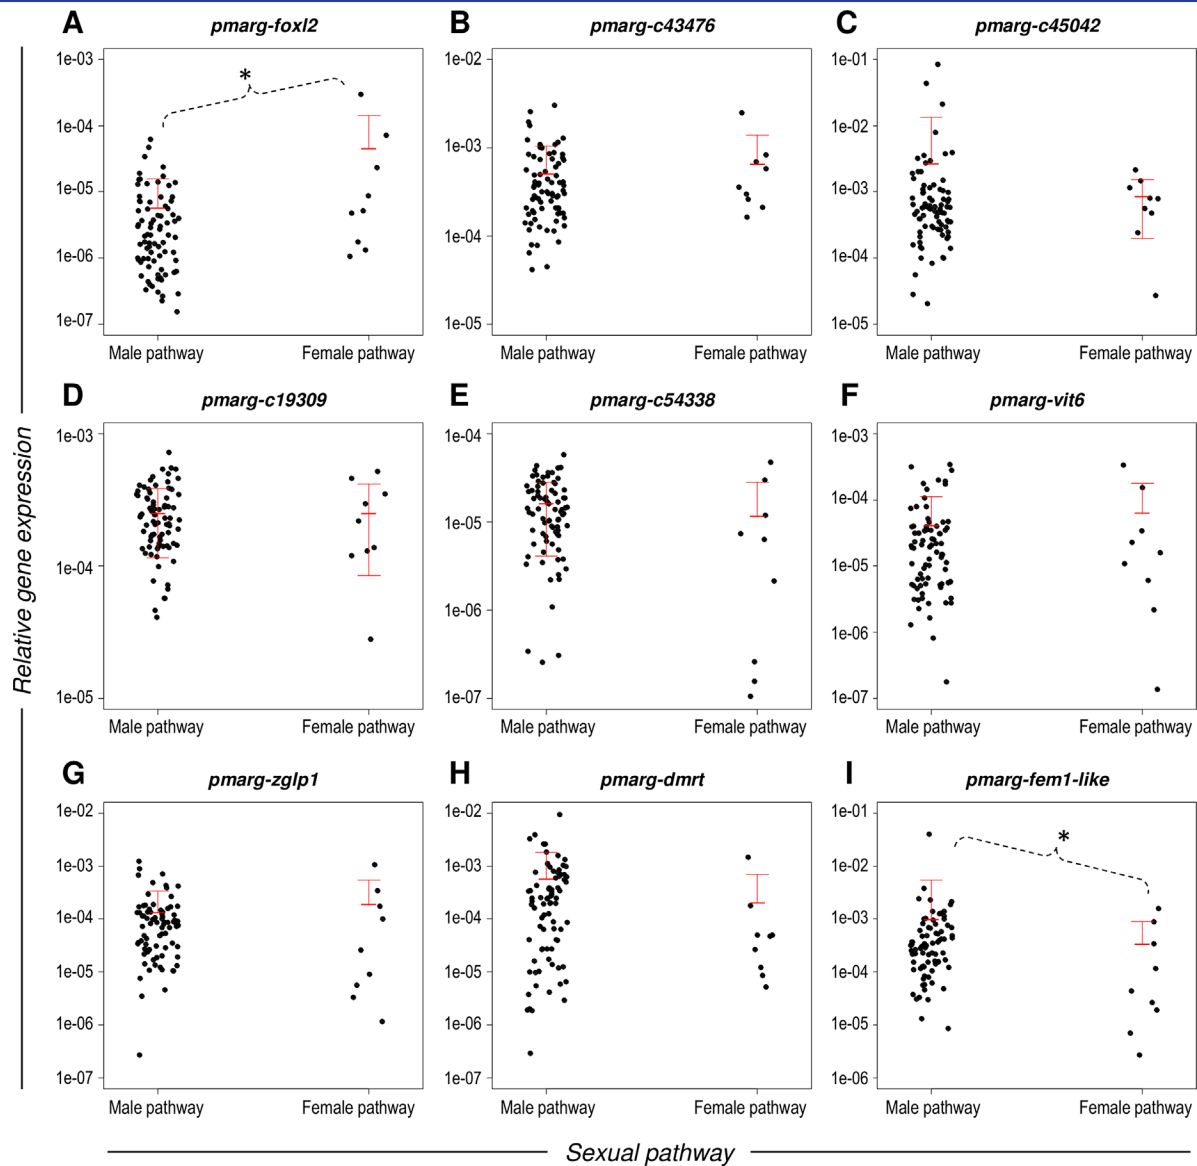 A pmarg-foxl2
B pmarg-c43476
C pmarg-c45042
1e-03
1e-04
1e-05
1e-06
1e-07
*
Male pathway Female pathway
1e-02
1e-03
1e-04
1e-05
Male pathway Female pathway
1e-01
1e-02
1e-03
1e-04
1e-05
Male pathway Female pathway
D pmarg-c19309
E pmarg-c54338
F pmarg-vit6
1e-03
1e-04
1e-05
Male pathway Female pathway
1e-04
1e-05
1e-06
1e-07
Male pathway Female pathway
1e-03
1e-04
1e-05
1e-06
1e-07
Male pathway Female pathway
G pmarg-zglp1
H pmarg-dmrt
I pmarg-fem1-like
1e-02
1e-03
1e-04
1e-05
1e-06
1e-07
Male pathway Female pathway
1e-02
1e-03
1e-04
1e-05
1e-06
1e-07
Male pathway Female pathway
1e-01
1e-02
1e-03
1e-04
1e-05
1e-06
*
Male pathway Female pathway
Relative gene expression
Sexual pathway